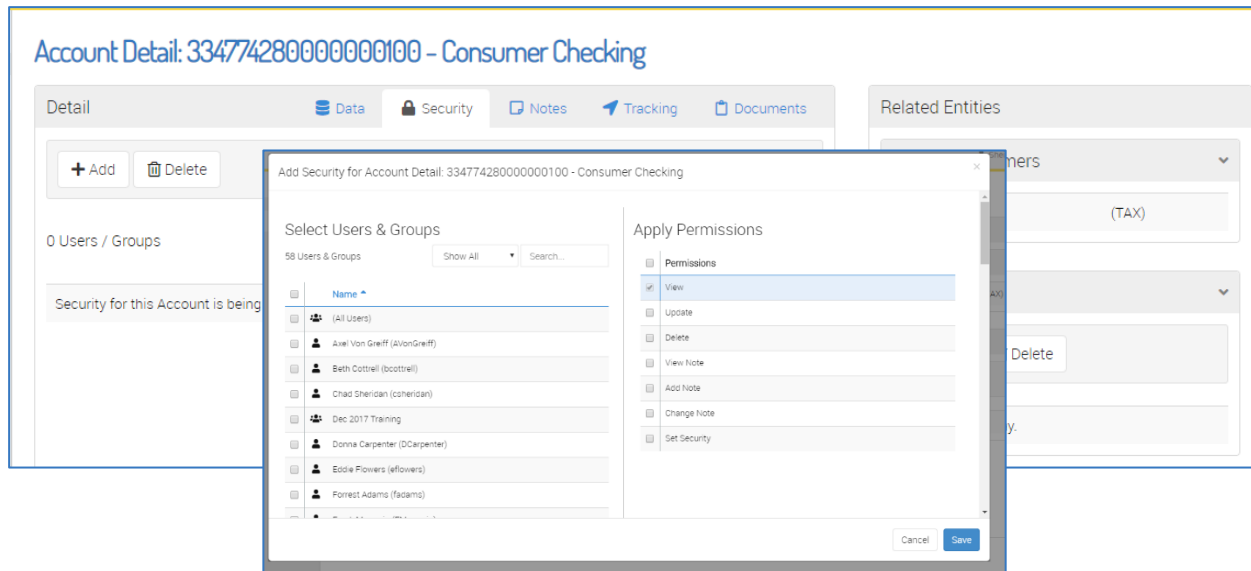 Account Detail: 334774280000000100 - Consumer Checking
Detail
Data
Security
Notes
Tracking
Documents
Related Entities
Add
Delete
mers
(TAX)
0 Users / Groups
Security for this Account is being
Delete
y.
Add Security for Account Detail: 334774280000000100 - Consumer Checking
Select Users & Groups
58 Users & Groups
Show All
Search...
Name
(All Users)
Axel Von Greiff (AVonGreiff)
Beth Cottrell (bcottrell)
Chad Sheridan (csheridan)
Dec 2017 Training
Donna Carpenter (DCarpenter)
Eddie Flowers (eflowers)
Forrest Adams (fadams)
Apply Permissions
Permissions
View
Update
Delete
View Note
Add Note
Change Note
Set Security
Cancel
Save